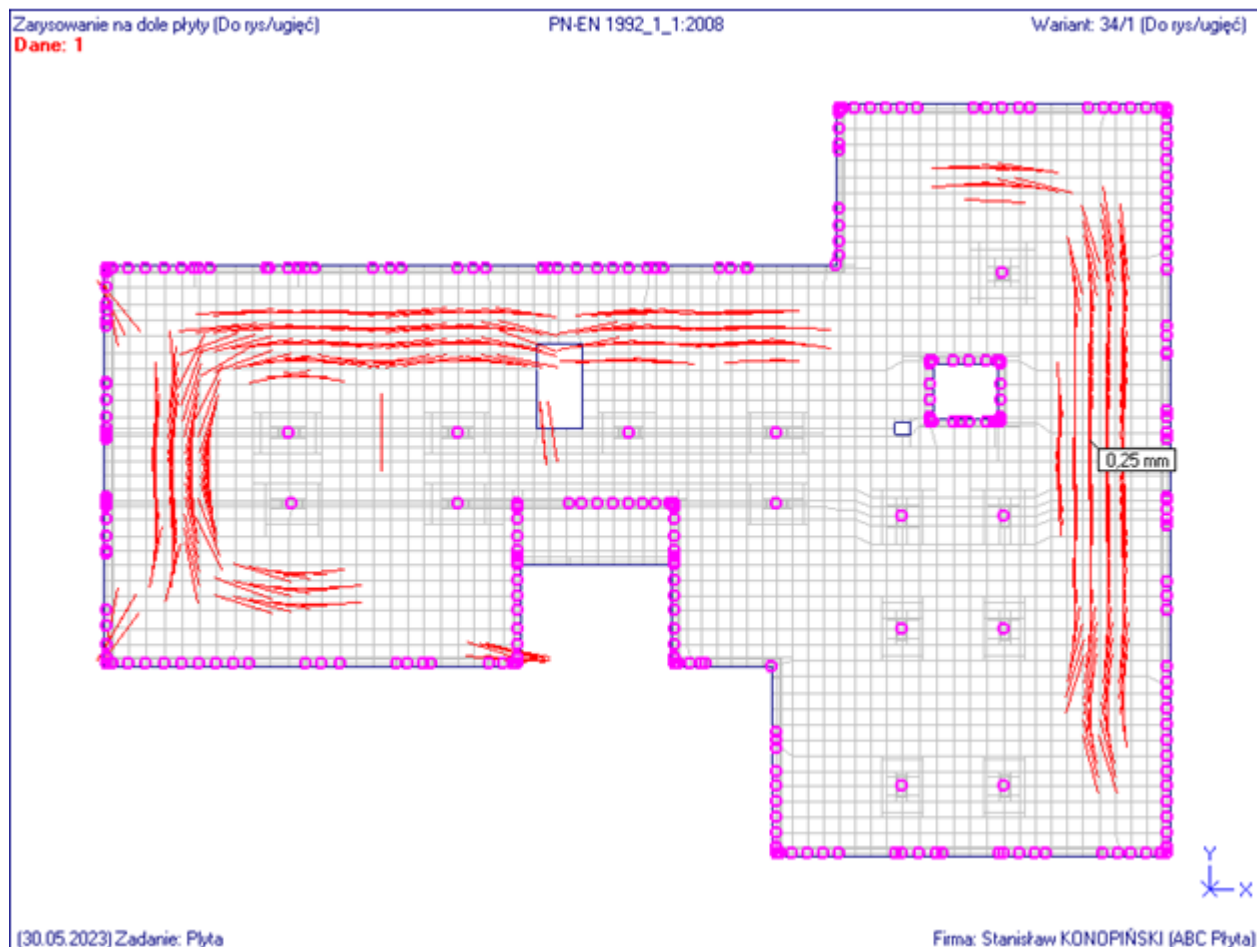 Zarysowanie na dole płyty (Do rys/ugięć) PN-EN 1992_1_1:2008 Wariant: 34/1 (Do rys/ugięć)
Dane: 1
0,25 mm
Y
X
(30.05.2023) Zadanie: Plyta Firma: Stanisław KONOPIŃSKI (ABC Płyta)